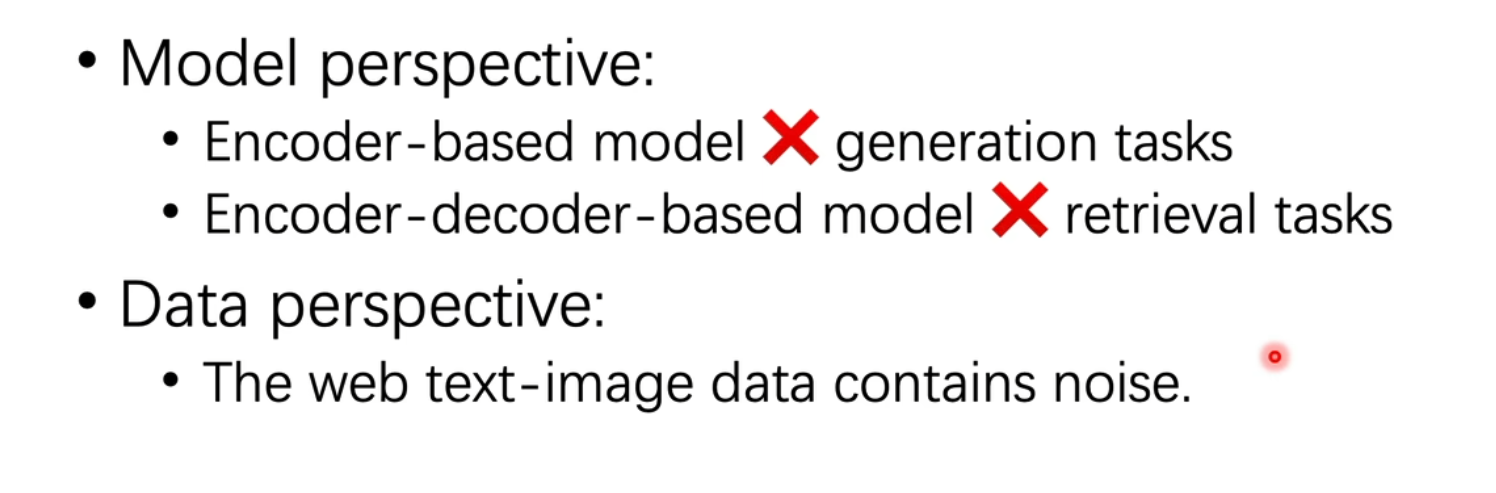 • Model perspective:
• Encoder-based model ❌ generation tasks
• Encoder-decoder-based model ❌ retrieval tasks
• Data perspective:
• The web text-image data contains noise.